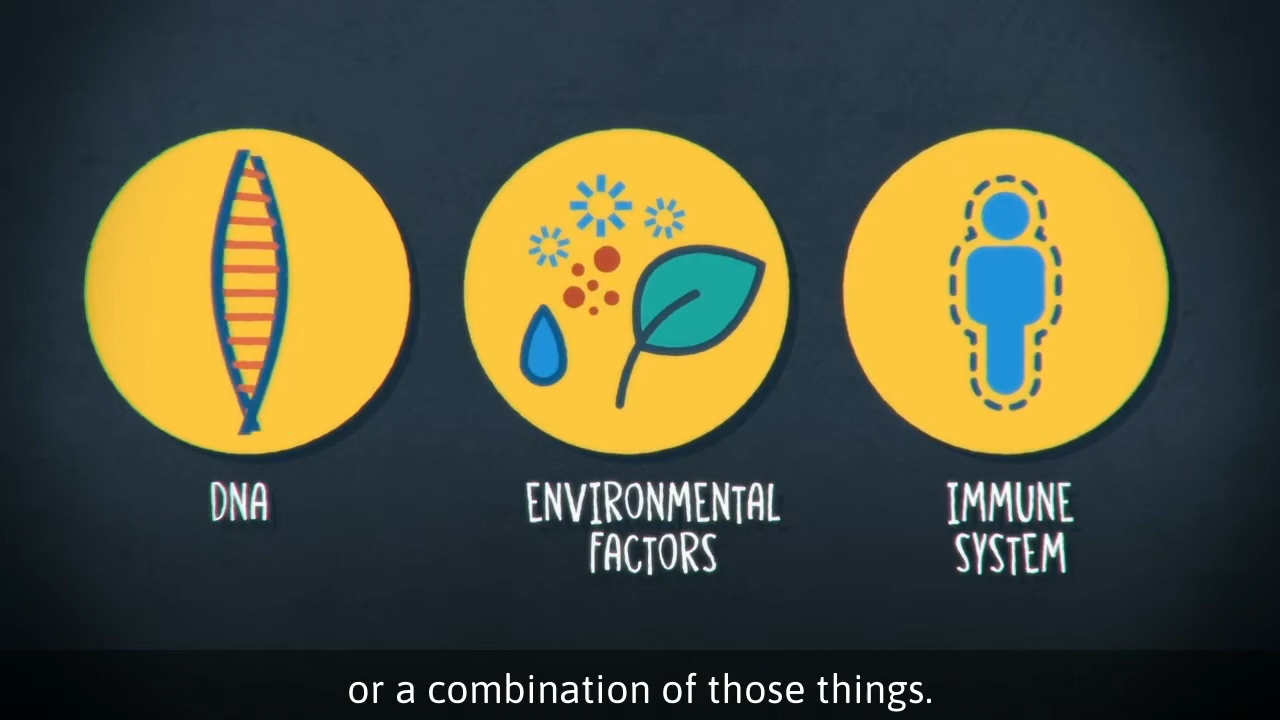 DNA
ENVIRONMENTAL
FACTORS
IMMUNE
SYSTEM
or a combination of those things.